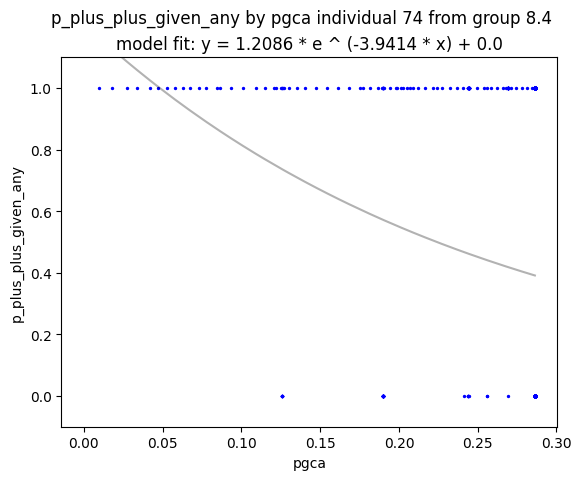 p_plus_plus_given_any by pgca individual 74 from group 8.4
model fit: y = 1.2086 * e ^ (-3.9414 * x) + 0.0
p_plus_plus_given_any
1.0
0.8
0.6
0.4
0.2
0.0
0.00 0.05 0.10 0.15 0.20 0.25 0.30
pgca